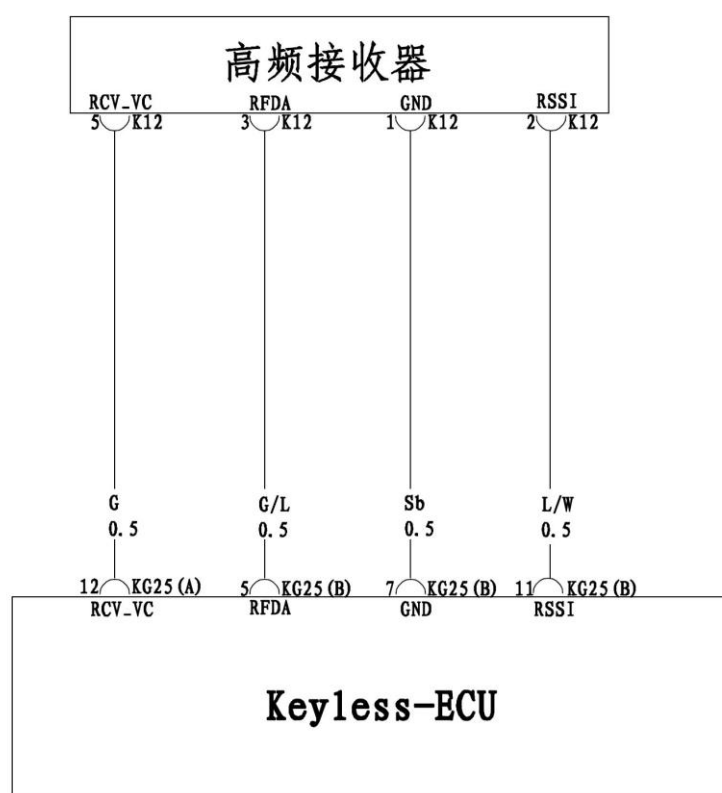 高频接收器
RCV_VC RFDA GND RSSI
5 K12 3 K12 1 K12 2 K12
G G/L Sb L/W
0.5 0.5 0.5 0.5
12 KG25(A) 5 KG25(B) 7 KG25(B) 11 KG25(B)
RCV_VC RFDA GND RSSI
Keyless-ECU